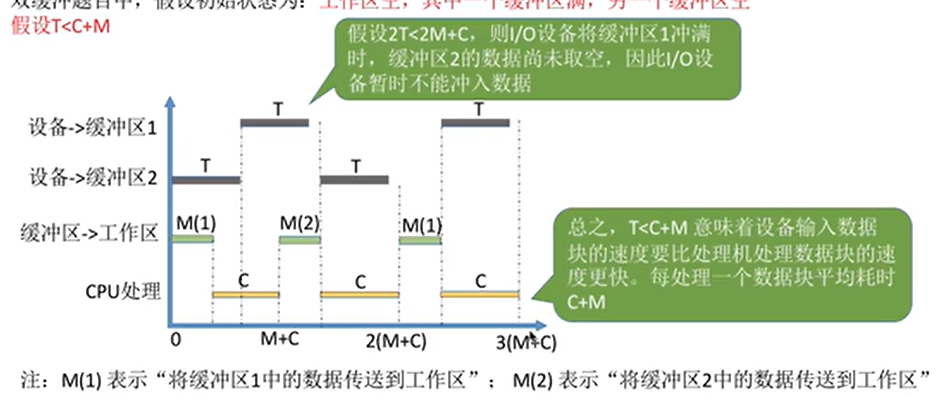 双缓冲题目中，假设初始状态为：工作区空，其中一个缓冲区满，另一个缓冲区空
假设T<C+M
假设2T<2M+C，则I/O设备将缓冲区1冲满
时，缓冲区2的数据尚未取空，因此I/O设
备暂时不能冲入数据
T T
设备->缓冲区1
T T
设备->缓冲区2
M(1) M(2) M(1)
缓冲区->工作区
C C C
CPU处理
0 M+C 2(M+C) 3(M+C)
总之，T<C+M 意味着设备输入数据
块的速度要比处理机处理数据块的速
度更快。每处理一个数据块平均耗时
C+M
注：M(1) 表示“将缓冲区1中的数据传送到工作区”； M(2) 表示“将缓冲区2中的数据传送到工作区”